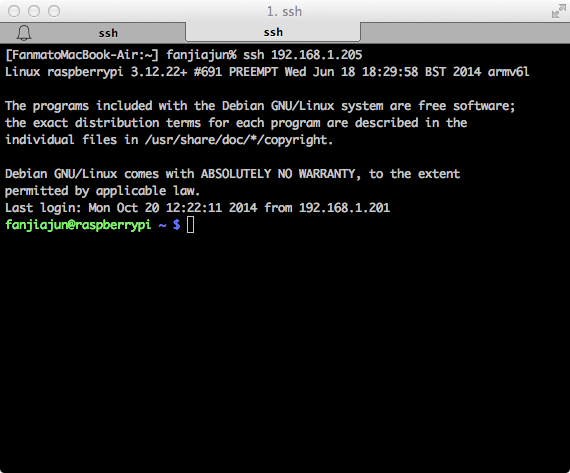 1. ssh
ssh
ssh
[FanmatoMacBook-Air:~] fanjiajun% ssh 192.168.1.205
Linux raspberrypi 3.12.22+ #691 PREEMPT Wed Jun 18 18:29:58 BST 2014 armv6l
The programs included with the Debian GNU/Linux system are free software;
the exact distribution terms for each program are described in the
individual files in /usr/share/doc/*/copyright.
Debian GNU/Linux comes with ABSOLUTELY NO WARRANTY, to the extent
permitted by applicable law.
Last login: Mon Oct 20 12:22:11 2014 from 192.168.1.201
fanjiajun@raspberrypi ~ $